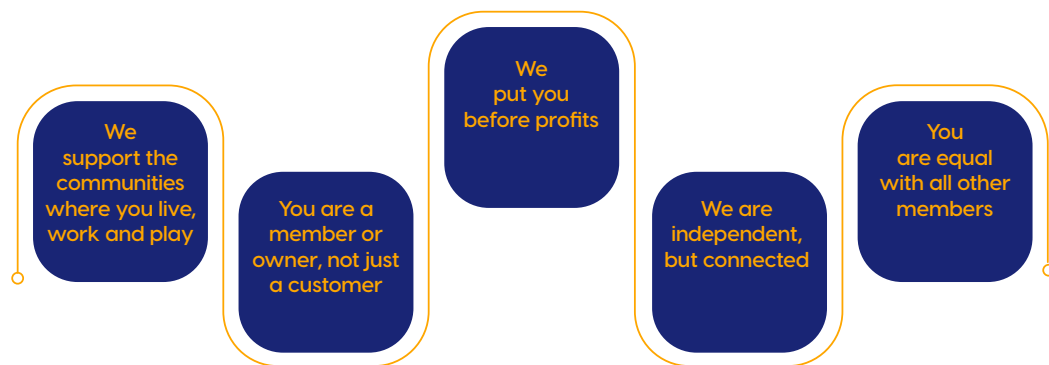 We
support the
communities
where you live,
work and play
You are a
member or
owner, not just
a customer
We
put you
before profits
We are
independent,
but connected
You
are equal
with all other
members